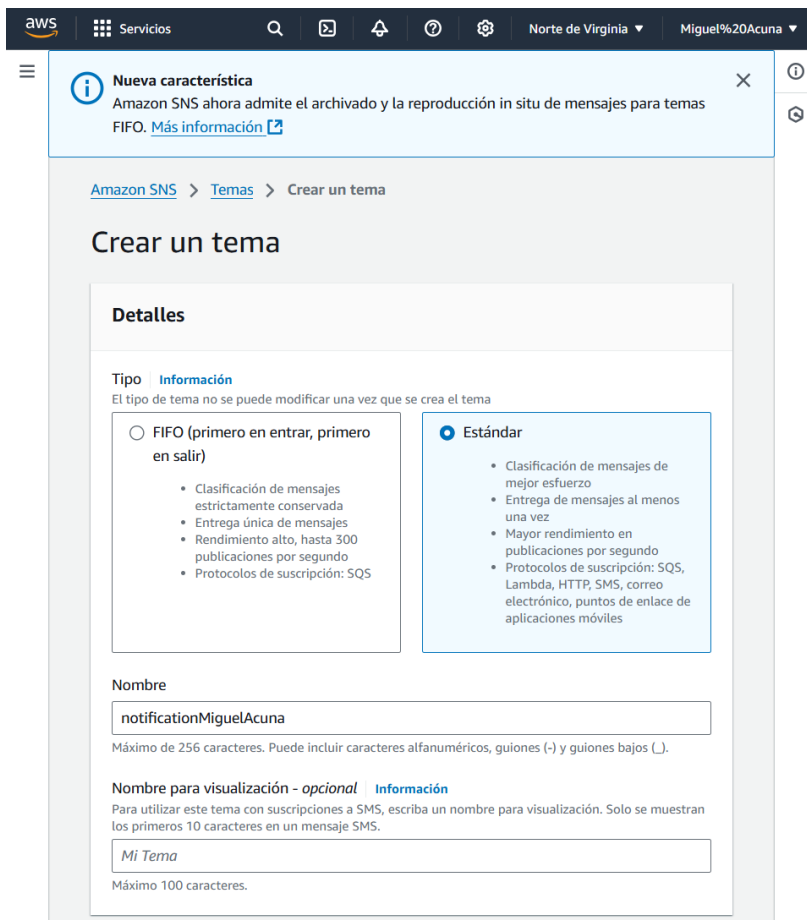 aws
Servicios
Norte de Virginia ▼
Miguel%20Acuna ▼
Nueva característica
Amazon SNS ahora admite el archivado y la reproducción in situ de mensajes para temas
FIFO. Más información
Amazon SNS > Temas > Crear un tema
Crear un tema
Detalles
Tipo Información
El tipo de tema no se puede modificar una vez que se crea el tema
FIFO (primero en entrar, primero
en salir)
• Clasificación de mensajes
estrictamente conservada
• Entrega única de mensajes
• Rendimiento alto, hasta 300
publicaciones por segundo
• Protocolos de suscripción: SQS
Estándar
• Clasificación de mensajes de
mejor esfuerzo
• Entrega de mensajes al menos
una vez
• Mayor rendimiento en
publicaciones por segundo
• Protocolos de suscripción: SQS,
Lambda, HTTP, SMS, correo
electrónico, puntos de enlace de
aplicaciones móviles
Nombre
notificationMiguelAcuna
Máximo de 256 caracteres. Puede incluir caracteres alfanuméricos, guiones (-) y guiones bajos (_).
Nombre para visualización - opcional Información
Para utilizar este tema con suscripciones a SMS, escriba un nombre para visualización. Solo se muestran
los primeros 10 caracteres en un mensaje SMS.
Mi Tema
Máximo 100 caracteres.